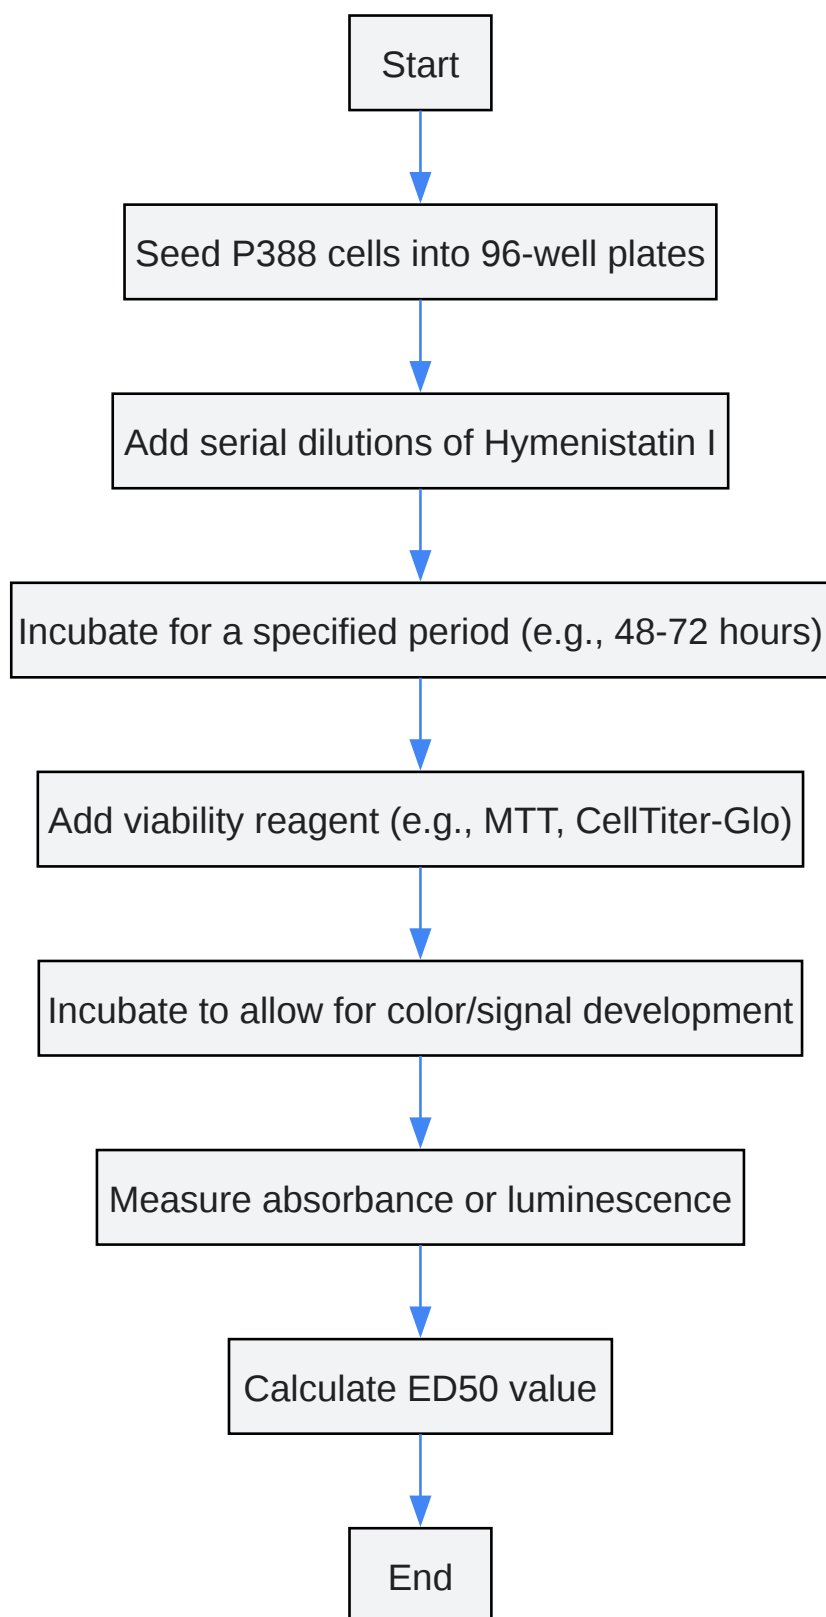 Start
Seed P388 cells into 96-well plates
Add serial dilutions of Hymenistatin I
Incubate for a specified period (e.g., 48-72 hours)
Add viability reagent (e.g., MTT, CellTiter-Glo)
Incubate to allow for color/signal development
Measure absorbance or luminescence
Calculate ED50 value
End